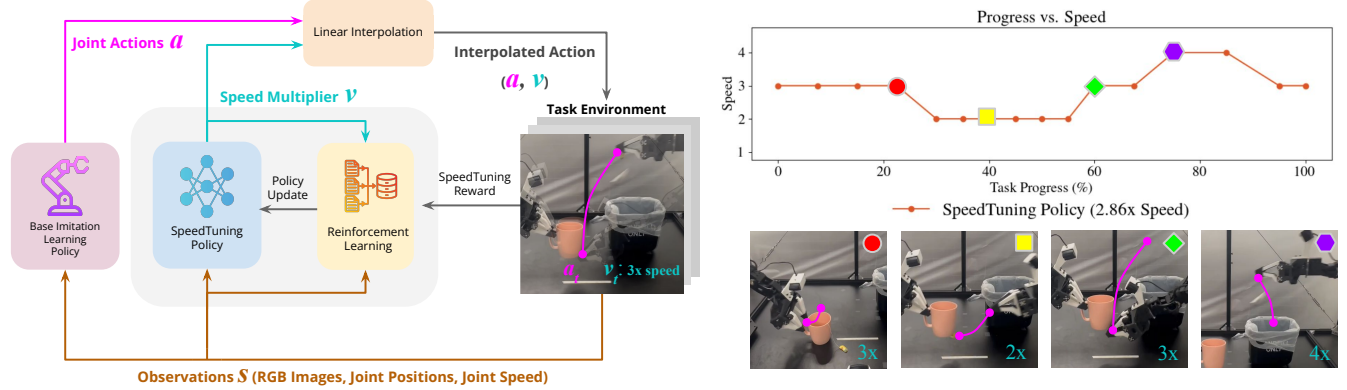 Joint Actions a
Linear Interpolation
Interpolated Action
(a, v)
Speed Multiplier v
Task Environment
Base Imitation
Learning
Policy
SpeedTuning
Policy
Policy
Update
Reinforcement
Learning
SpeedTuning
Reward
a_t v_t: 3x speed
Observations s (RGB Images, Joint Positions, Joint Speed)
Progress vs. Speed
Speed
4
3
2
1
0 20 40 60 80 100
Task Progress (%)
SpeedTuning Policy (2.86x Speed)
3x
2x
3x
4x